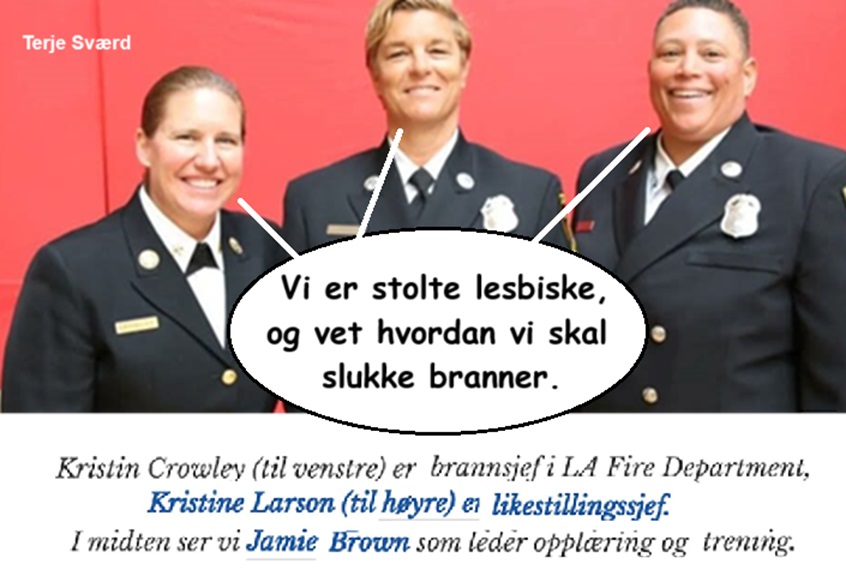 Terje Sværd
Vi er stolte lesbiske,
og vet hvordan vi skal
slukke branner.
Kristin Crowley (til venstre) er brannsjef i LA Fire Department,
Kristine Larson (til høyre) er likestillingssjef.
I midten ser vi Jamie Brown som leder opplæring og trening.